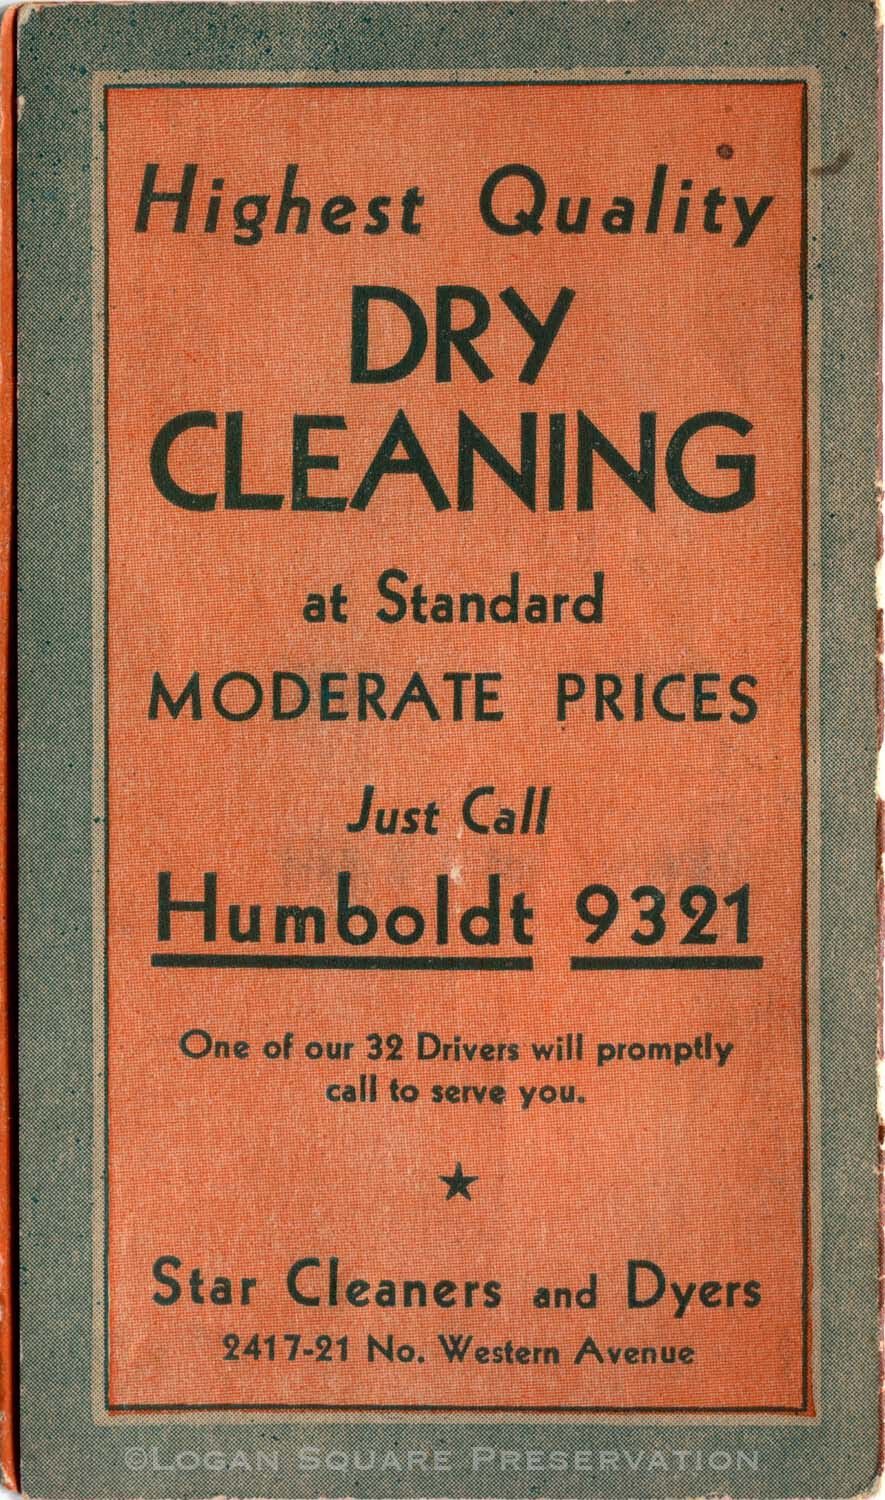 Highest Quality
DRY
CLEANING
at Standard
MODERATE PRICES
Just Call
Humboldt 9321
One of our 32 Drivers will promptly
call to serve you.
★
Star Cleaners and Dyers
2417-21 No. Western Avenue
©LOGAN SQUARE PRESERVATION